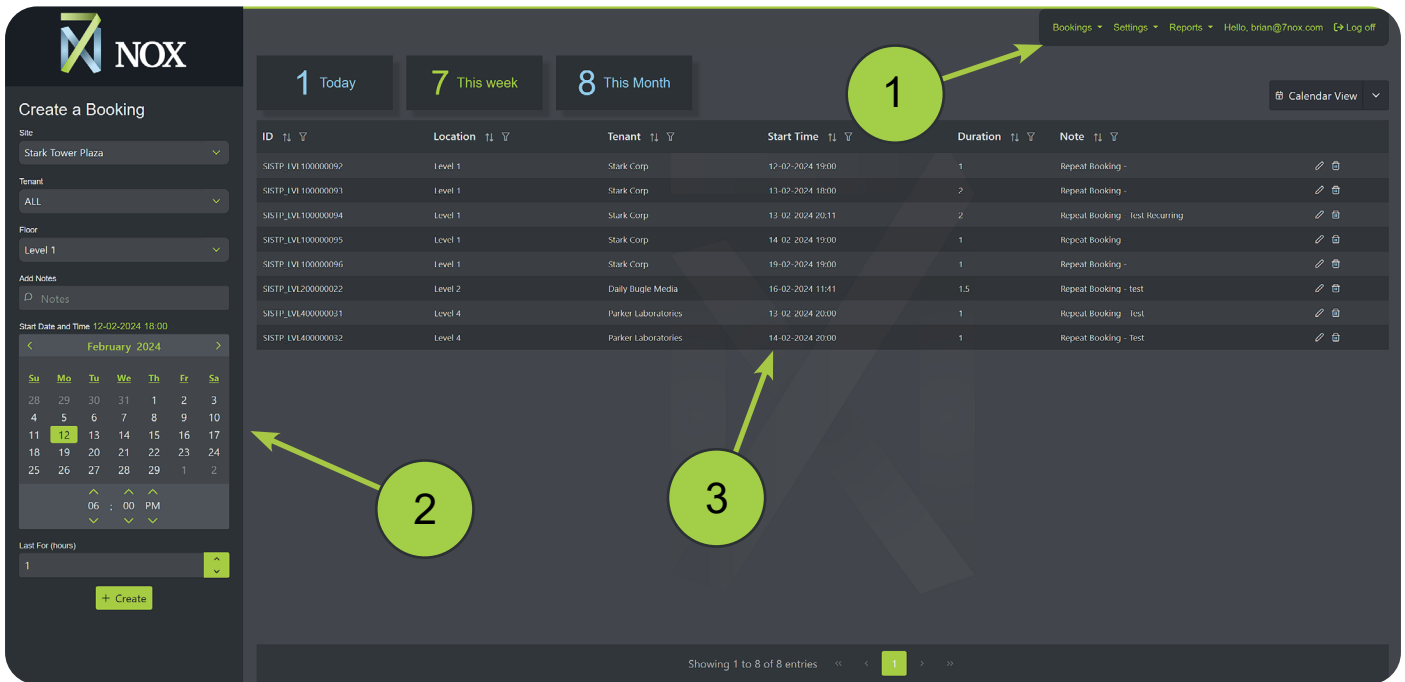 7 NOX
Bookings Settings Reports Hello, brian@7nox.com Log off
1 Today 7 This week 8 This Month
1
Calendar View
Create a Booking
Site
Stark Tower Plaza
Tenant
ALL
Floor
Level 1
Add Notes
Notes
Start Date and Time 12-02-2024 18:00
February 2024
Su Mo Tu We Th Fr Sa
28 29 30 31 1 2 3
4 5 6 7 8 9 10
11 12 13 14 15 16 17
18 19 20 21 22 23 24
25 26 27 28 29 1 2
06 : 00 PM
Last For (hours)
1
+ Create
ID Location Tenant Start Time Duration Note
SISTP_LVL100000092 Level 1 Stark Corp 12-02-2024 19:00 1 Repeat Booking -
SISTP_LVL100000093 Level 1 Stark Corp 13-02-2024 18:00 2 Repeat Booking -
SISTP_LVL100000094 Level 1 Stark Corp 13-02-2024 20:11 2 Repeat Booking - Test Recurring
SISTP_LVL100000095 Level 1 Stark Corp 14-02-2024 19:00 1 Repeat Booking
SISTP_LVL100000096 Level 1 Stark Corp 19-02-2024 19:00 1 Repeat Booking -
SISTP_LVL200000022 Level 2 Daily Bugle Media 16-02-2024 11:41 1.5 Repeat Booking - test
SISTP_LVL400000031 Level 4 Parker Laboratories 13-02-2024 20:00 1 Repeat Booking - Test
SISTP_LVL400000032 Level 4 Parker Laboratories 14-02-2024 20:00 1 Repeat Booking - Test
2
3
Showing 1 to 8 of 8 entries « ‹ 1 › »